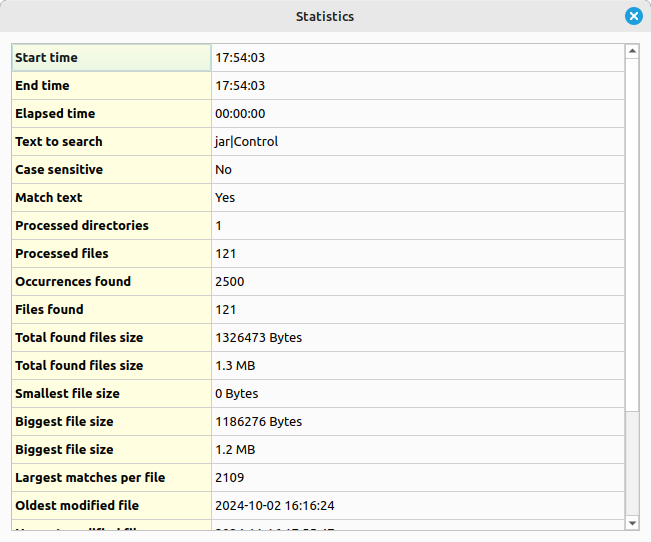 Statistics
Start time 17:54:03
End time 17:54:03
Elapsed time 00:00:00
Text to search jar|Control
Case sensitive No
Match text Yes
Processed directories 1
Processed files 121
Occurrences found 2500
Files found 121
Total found files size 1326473 Bytes
Total found files size 1.3 MB
Smallest file size 0 Bytes
Biggest file size 1186276 Bytes
Biggest file size 1.2 MB
Largest matches per file 2109
Oldest modified file 2024-10-02 16:16:24